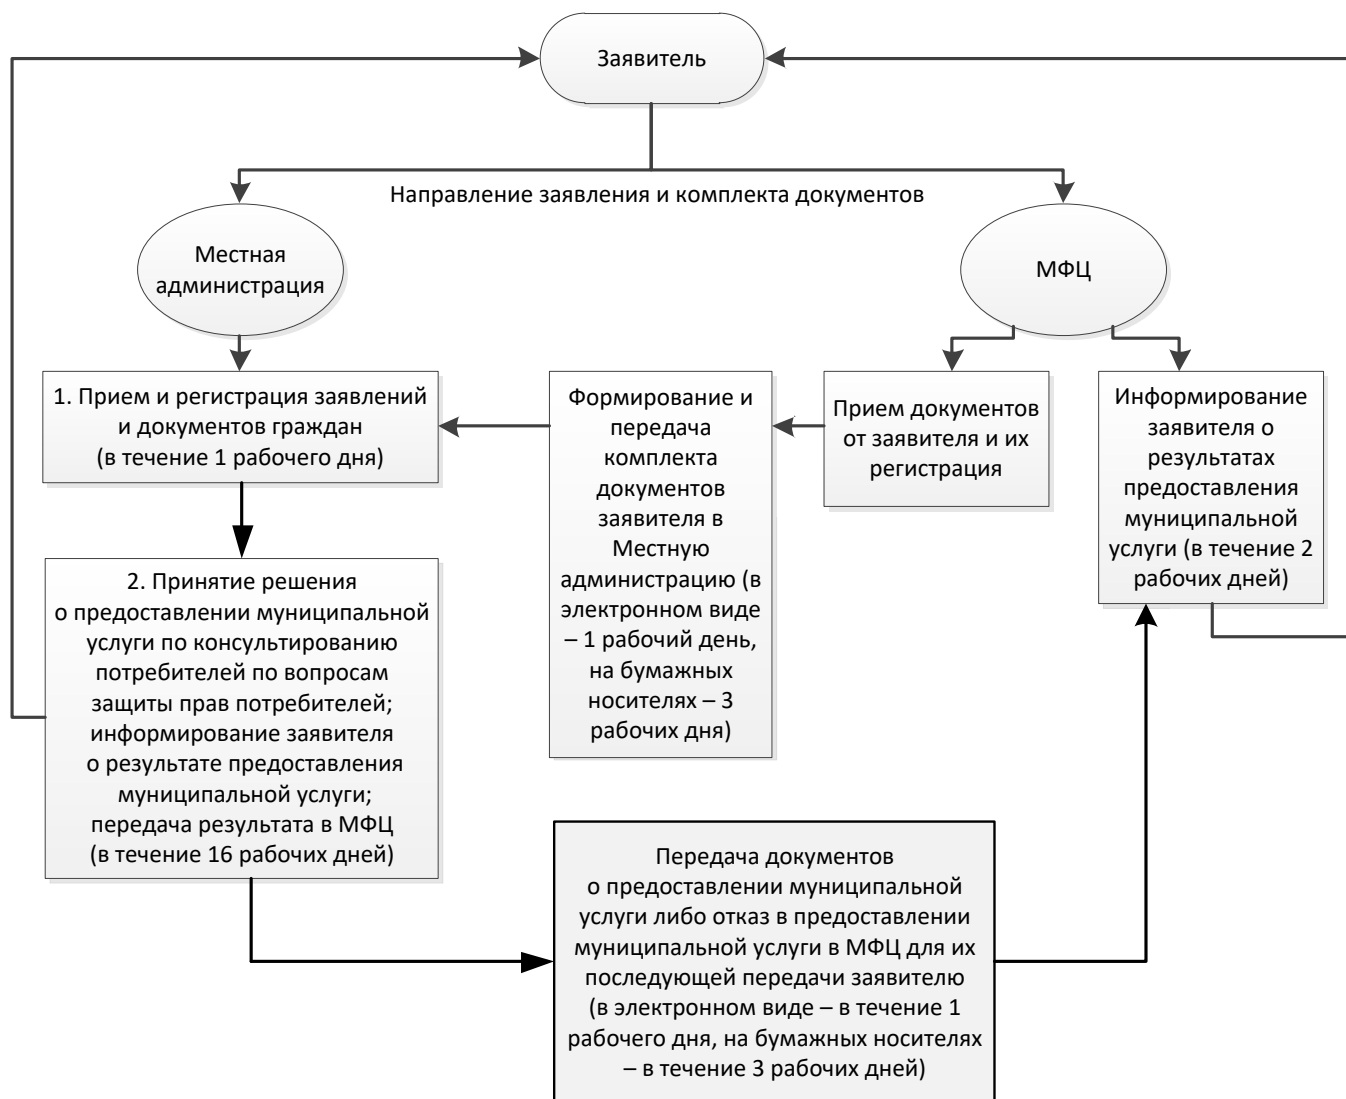 Заявитель
Направление заявления и комплекта документов
Местная
администрация
МФЦ
1. Прием и регистрация заявлений
и документов граждан
(в течение 1 рабочего дня)
Формирование и
передача
комплекта
документов
заявителя в
Местную
администрацию (в
электронном виде
– 1 рабочий день,
на бумажных
носителях – 3
рабочих дня)
Прием документов
от заявителя и их
регистрация
Информирование
заявителя о
результатах
предоставления
муниципальной
услуги (в течение 2
рабочих дней)
2. Принятие решения
о предоставлении муниципальной
услуги по консультированию
потребителей по вопросам
защиты прав потребителей;
информирование заявителя
о результате предоставления
муниципальной услуги;
передача результата в МФЦ
(в течение 16 рабочих дней)
Передача документов
о предоставлении муниципальной
услуги либо отказ в предоставлении
муниципальной услуги в МФЦ для их
последующей передачи заявителю
(в электронном виде – в течение 1
рабочего дня, на бумажных носителях
– в течение 3 рабочих дней)